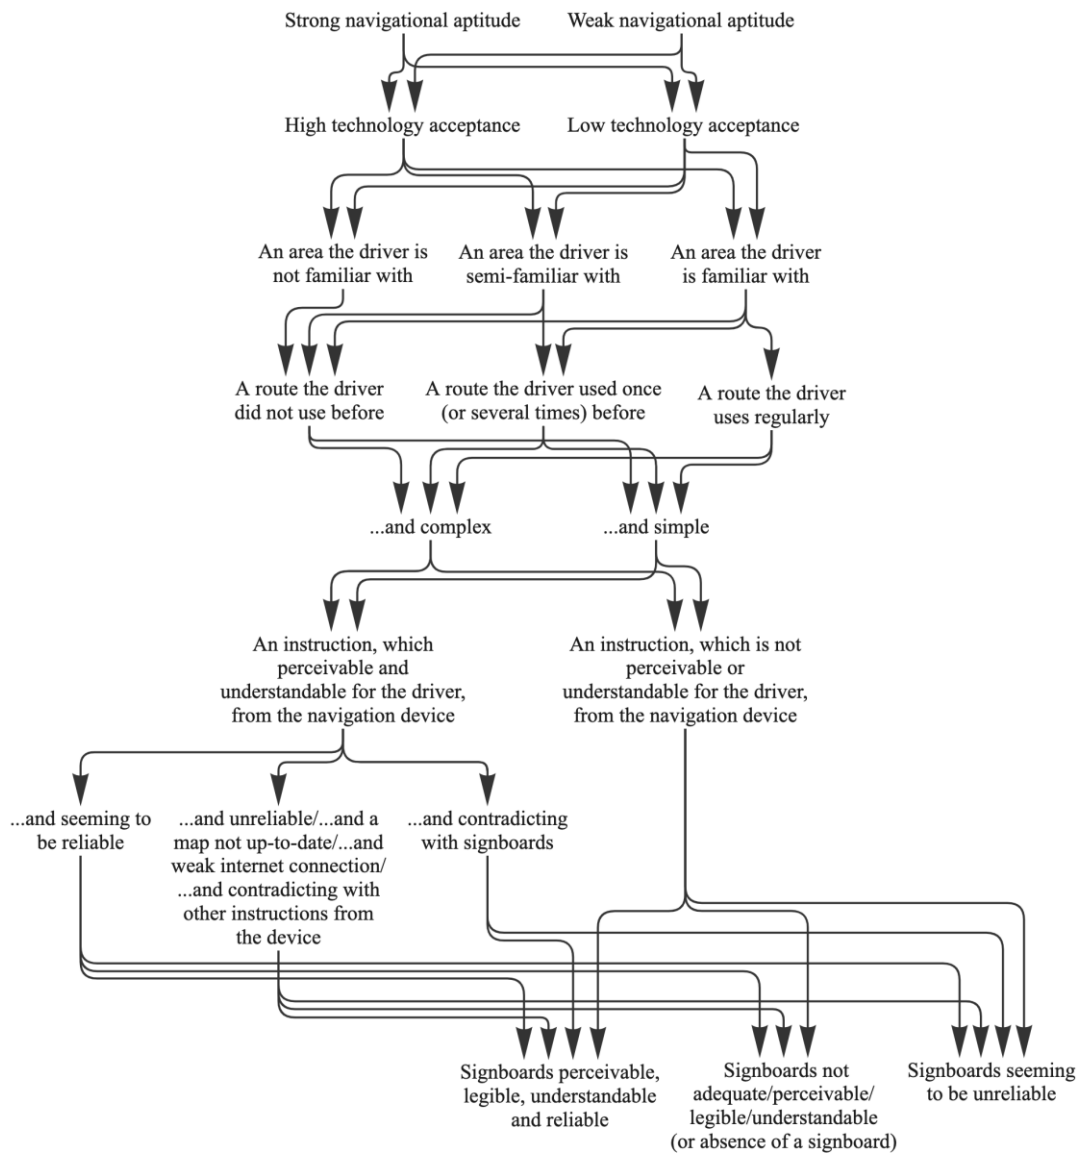 Strong navigational aptitude
Weak navigational aptitude
High technology acceptance
Low technology acceptance
An area the driver is
not familiar with
An area the driver is
semi-familiar with
An area the driver
is familiar with
A route the driver
did not use before
A route the driver used once
(or several times) before
A route the driver
uses regularly
...and complex
...and simple
An instruction, which
perceivable and
understandable for the driver,
from the navigation device
An instruction, which is not
perceivable or
understandable for the driver,
from the navigation device
...and seeming to
be reliable
...and unreliable/...and a
map not up-to-date/...and
weak internet connection/
...and contradicting with
other instructions from
the device
...and contradicting
with signboards
Signboards perceivable,
legible, understandable
and reliable
Signboards not
adequate/perceivable/
legible/understandable
(or absence of a signboard)
Signboards seeming
to be unreliable